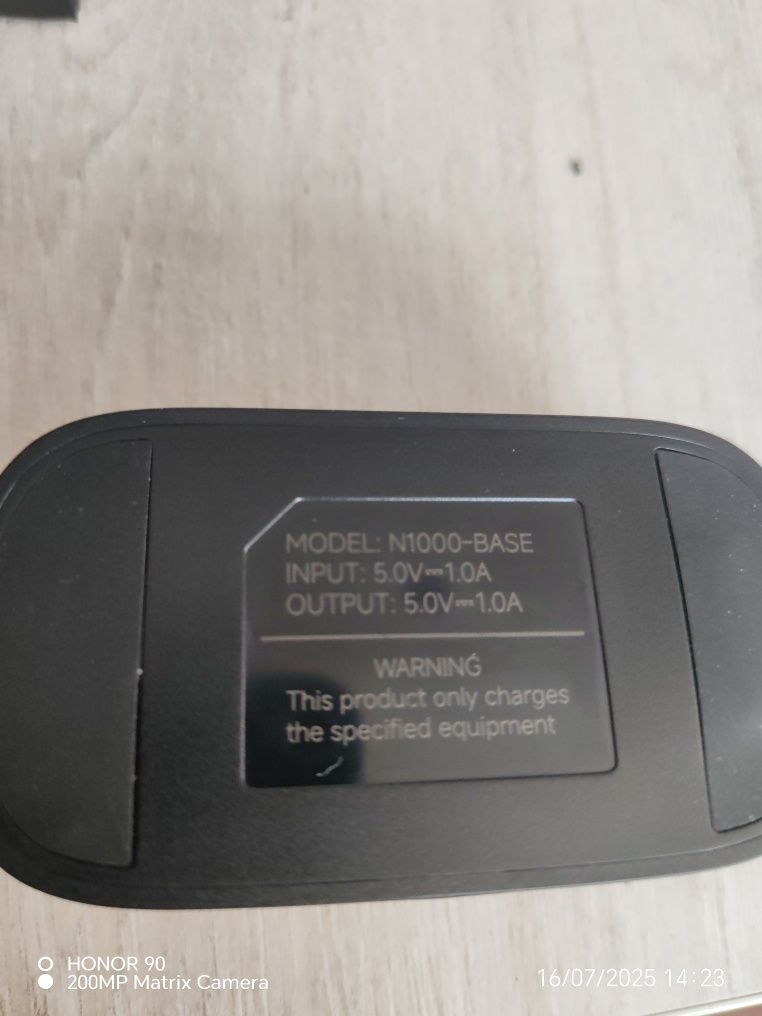 MODEL: N1000-BASE
INPUT: 5.0V⎓1.0A
OUTPUT: 5.0V⎓1.0A
WARNING
This product only charges
the specified equipment
HONOR 90
200MP Matrix Camera
16/07/2025 14:23